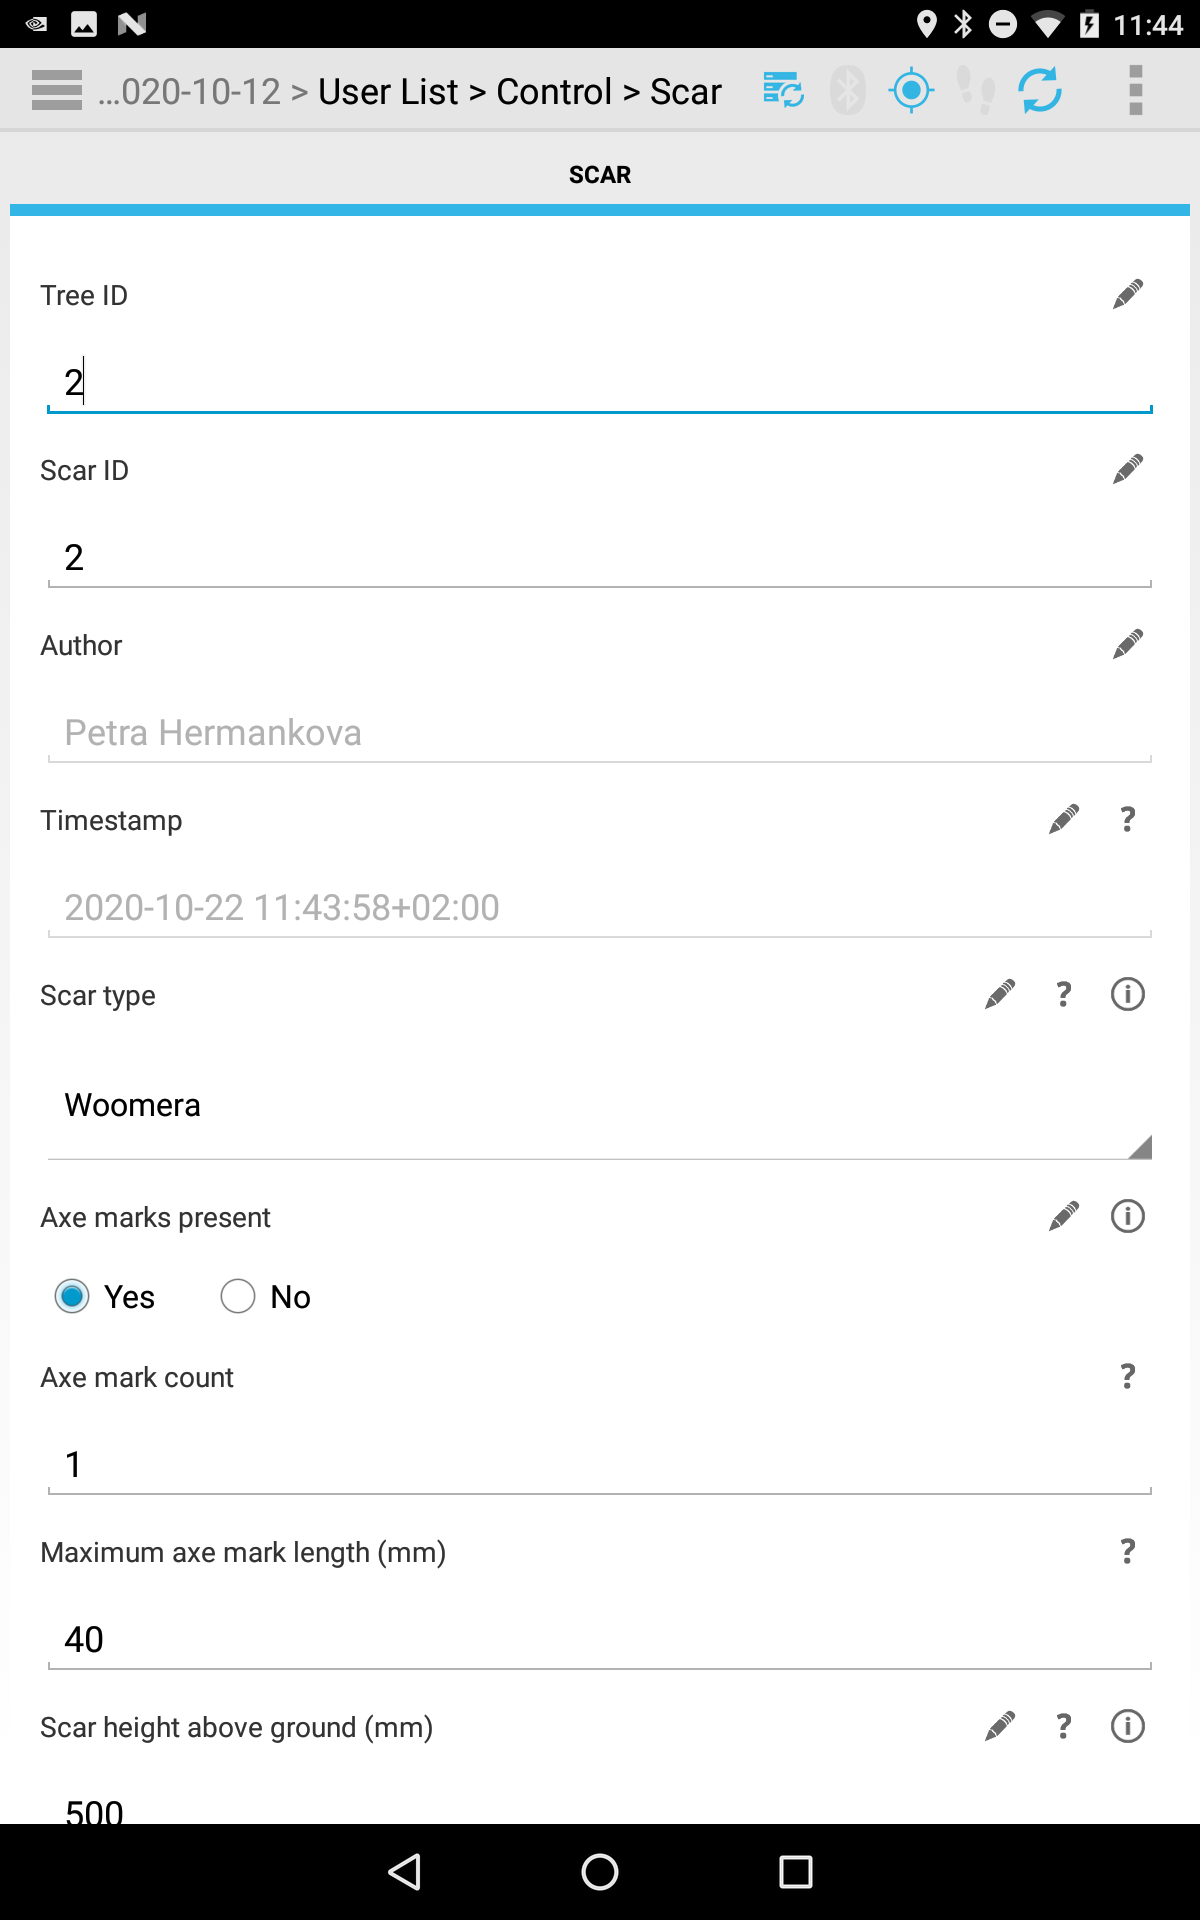 11:44
...020-10-12 > User List > Control > Scar
SCAR
Tree ID
2
Scar ID
2
Author
Petra Hermankova
Timestamp
?
2020-10-22 11:43:58+02:00
Scar type
?
Woomera
Axe marks present
Yes No
Axe mark count
?
1
Maximum axe mark length (mm)
?
40
Scar height above ground (mm)
?
500